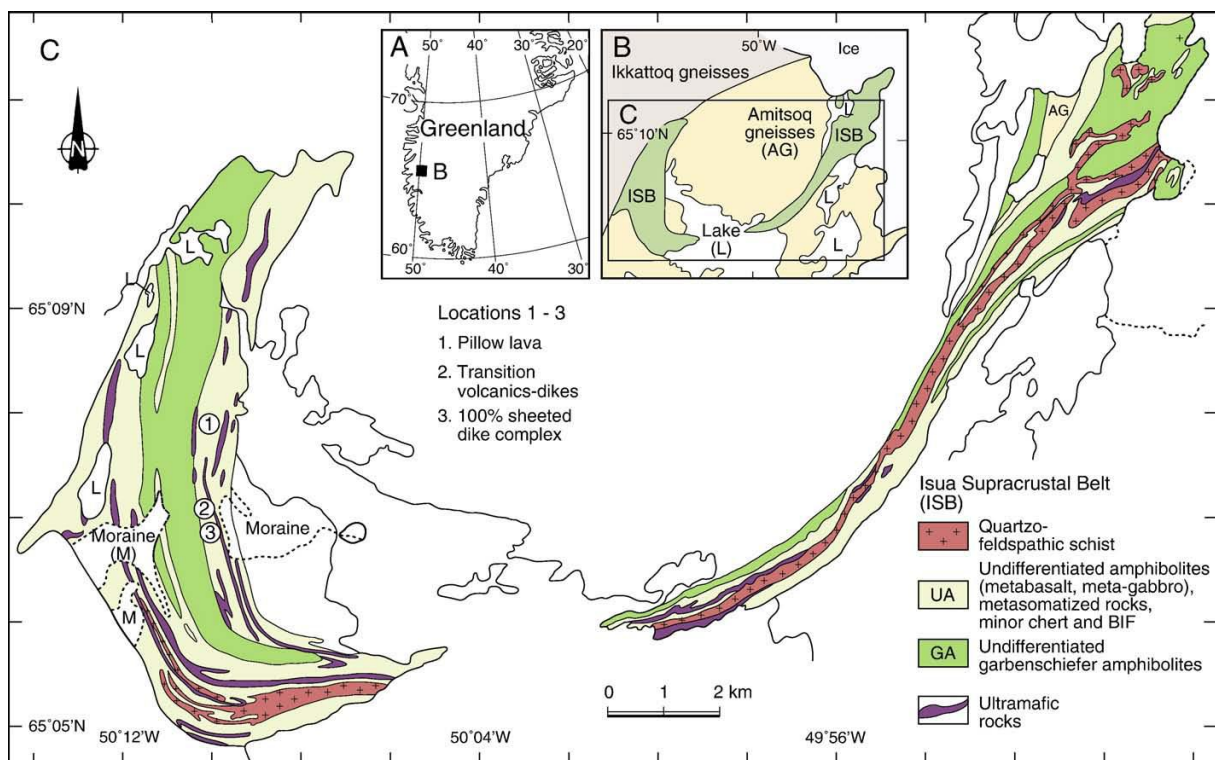 C
N
A
50°
40°
30°
20°
70°
Greenland
B
60°
50°
40°
30°
B
50°W
Ice
Ikkattoq gneisses
C
65°10'N
Amitsoq
gneisses
(AG)
L
ISB
ISB
L
Lake
(L)
L
AG
L
L
65°09'N
L
L
Locations 1 - 3
1. Pillow lava
2. Transition
volcanics-dikes
3. 100% sheeted
dike complex
1
2
3
Moraine
Moraine
(M)
M
65°05'N
50°12'W
50°04'W
49°56'W
0 1 2 km
Isua Supracrustal Belt
(ISB)
Quartzo-
feldspathic schist
UA
Undifferentiated amphibolites
(metabasalt, meta-gabbro),
metasomatized rocks,
minor chert and BIF
GA
Undifferentiated
garbenschiefer amphibolites
Ultramafic
rocks